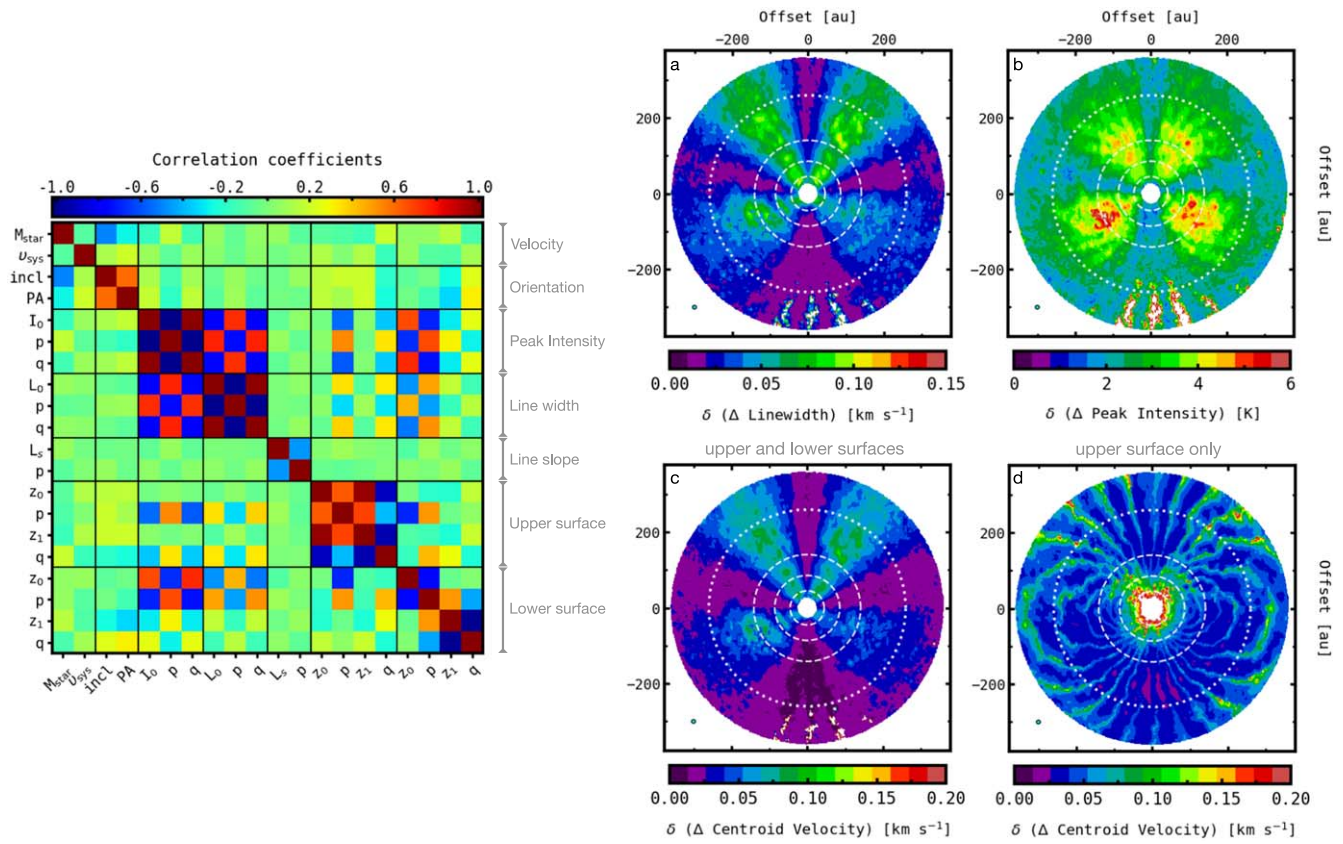 Correlation coefficients
-1.0 -0.6 -0.2 0.2 0.6 1.0
Mstar
υsys
incl
PA
I₀
p
q
L₀
p
q
Lₛ
p
z₀
p
z₁
q
z₀
p
z₁
q
Mstar υsys incl PA I₀ p q L₀ p q Lₛ p z₀ p z₁ q z₀ p z₁ q
Velocity
Orientation
Peak Intensity
Line width
Line slope
Upper surface
Lower surface
Offset [au]
−200 0 200
a
200
0
−200
0.00 0.05 0.10 0.15
δ (Δ Linewidth) [km s⁻¹]
Offset [au]
−200 0 200
b
200
0
−200
Offset [au]
0 2 4 6
δ (Δ Peak Intensity) [K]
upper and lower surfaces
c
200
0
−200
0.00 0.05 0.10 0.15 0.20
δ (Δ Centroid Velocity) [km s⁻¹]
upper surface only
d
200
0
−200
Offset [au]
0.00 0.05 0.10 0.15 0.20
δ (Δ Centroid Velocity) [km s⁻¹]